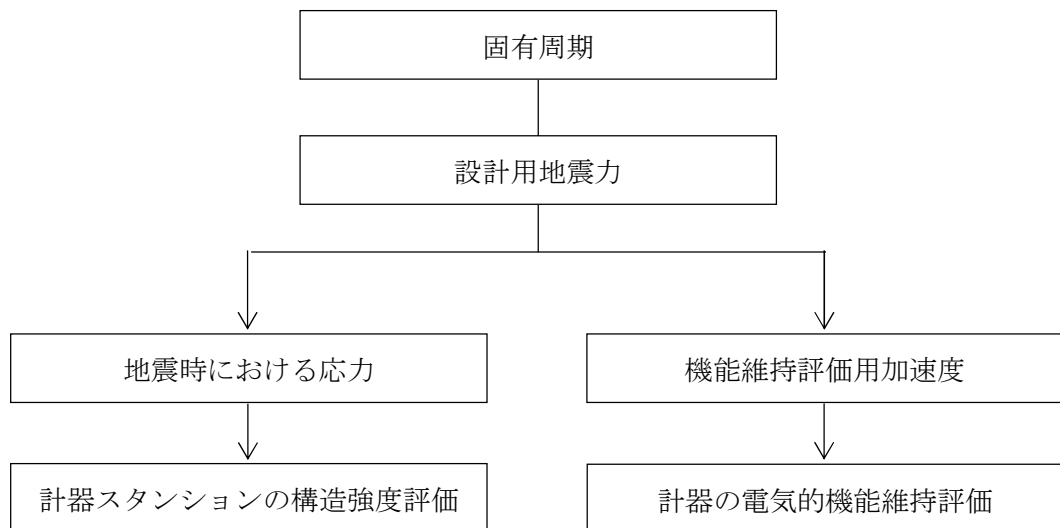 固有周期
設計用地震力
地震時における応力
機能維持評価用加速度
計器スタンションの構造強度評価
計器の電気的機能維持評価